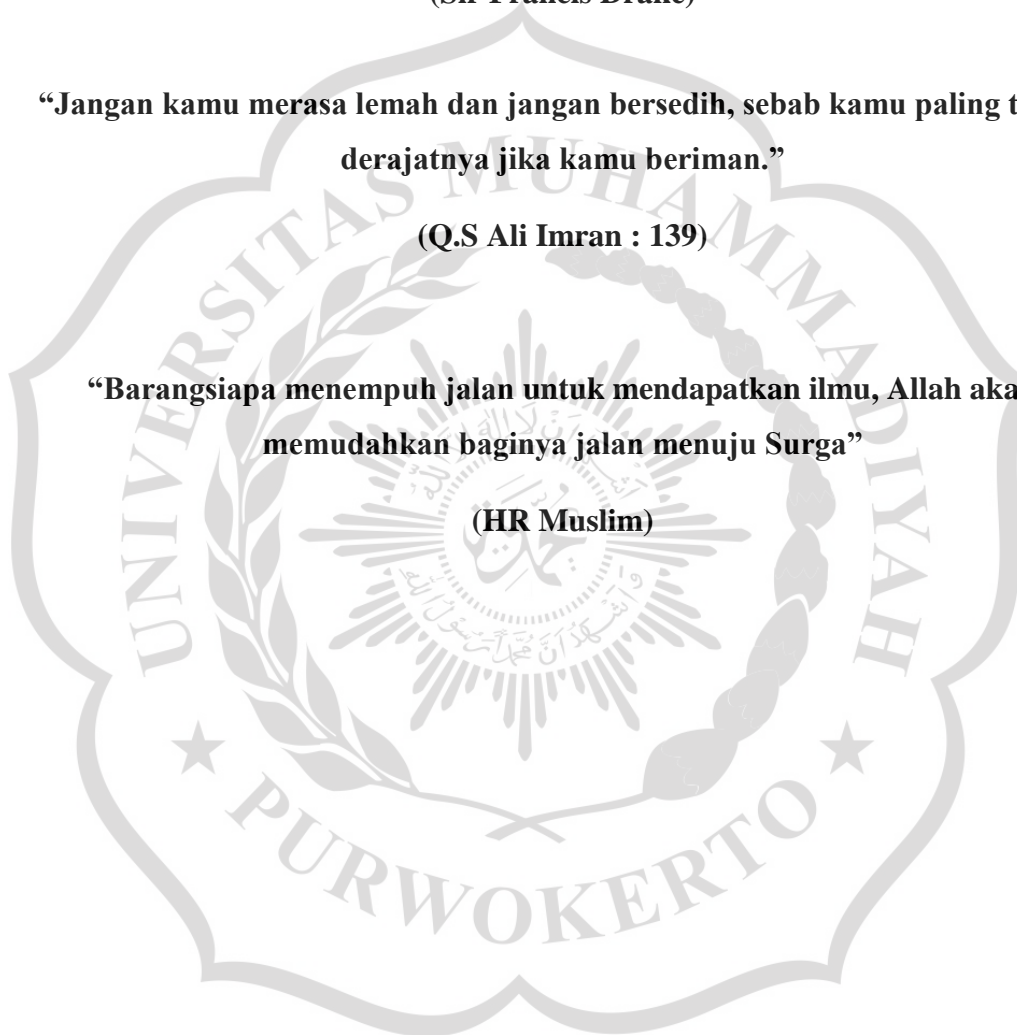 (Sir Francis Drake)
“Jangan kamu merasa lemah dan jangan bersedih, sebab kamu paling t
derajatnya jika kamu beriman.”
(Q.S Ali Imran : 139)
“Barangsiapa menempuh jalan untuk mendapatkan ilmu, Allah aka
memudahkan baginya jalan menuju Surga”
(HR Muslim)
UNIVERSITAS MUHAMMADIYAH
PURWOKERTO